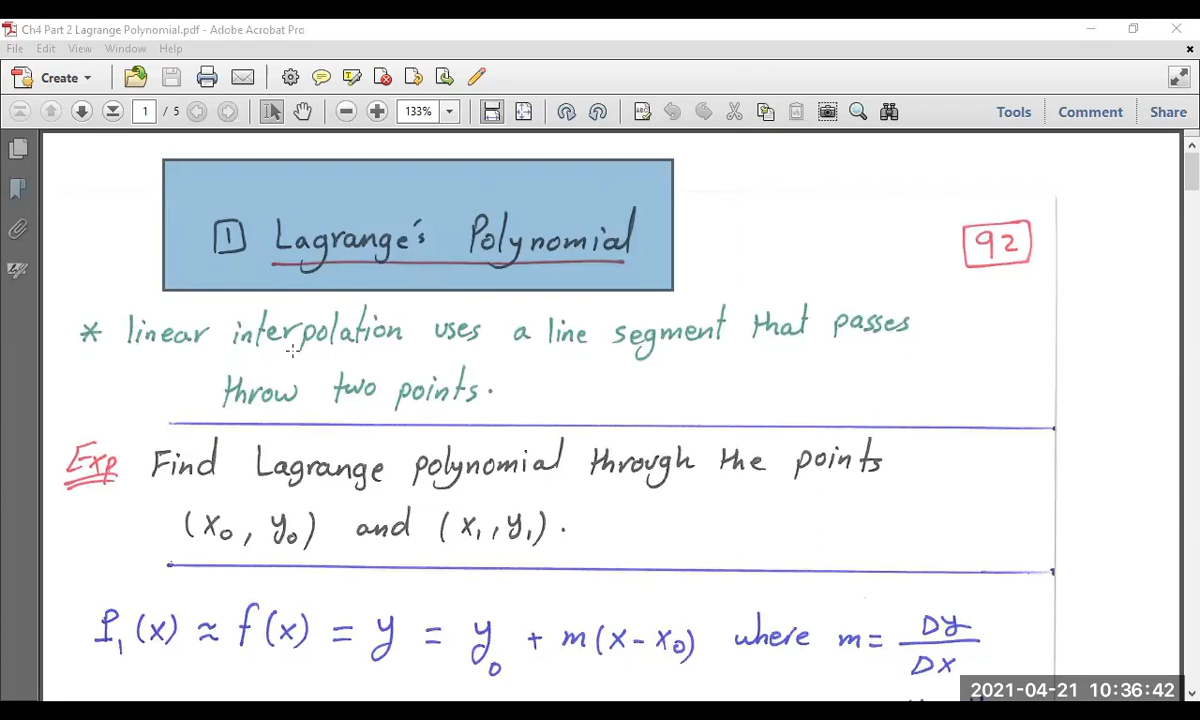 Ch4 Part 2 Lagrange Polynomial.pdf - Adobe Acrobat Pro
File Edit View Window Help
Create
1 / 5 133% Tools Comment Share
1 Lagrange's Polynomial
92
* linear interpolation uses a line segment that passes
throw two points.
Exp Find Lagrange polynomial through the points
(x₀, y₀) and (x₁, y₁).
P₁(x) ≈ f(x) = y = y₀ + m(x - x₀) where m = Dy/Dx
2021-04-21 10:36:42